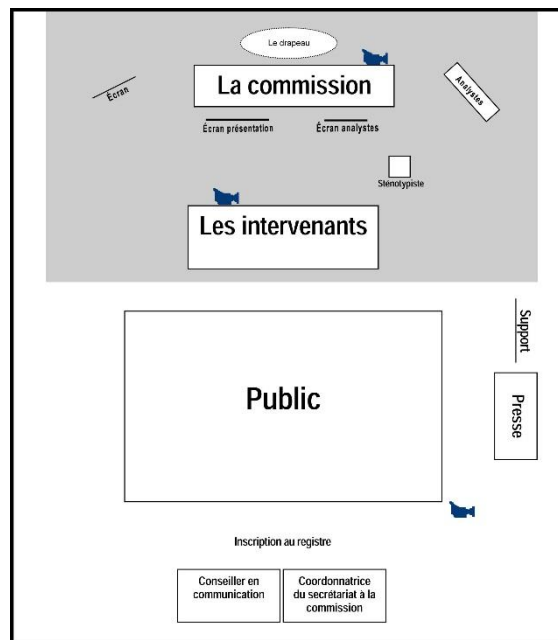 Le drapeau
La commission
Écran
Analystes
Écran présentation
Écran analystes
Sténotypiste
Les intervenants
Support
Public
Presse
Inscription au registre
Conseiller en
communication
Coordonnatrice
du secrétariat à la
commission